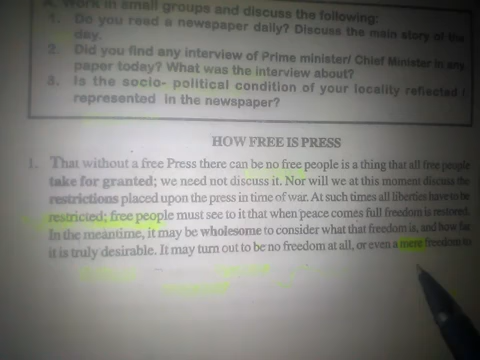 A. Work in small groups and discuss the following:
1. Do you read a newspaper daily? Discuss the main story of the
day.
2. Did you find any interview of Prime minister/ Chief Minister in any
paper today? What was the interview about?
3. Is the socio- political condition of your locality reflected /
represented in the newspaper?
HOW FREE IS PRESS
1. That without a free Press there can be no free people is a thing that all free people
take for granted; we need not discuss it. Nor will we at this moment discuss the
restrictions placed upon the press in time of war. At such times all liberties have to be
restricted; free people must see to it that when peace comes full freedom is restored.
In the meantime, it may be wholesome to consider what that freedom is, and how far
it is truly desirable. It may turn out to be no freedom at all, or even a mere freedom to